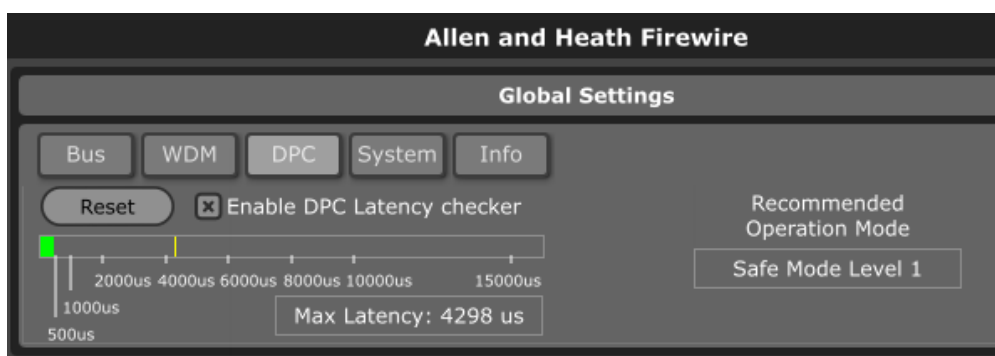 Allen and Heath Firewire
Global Settings
Bus WDM DPC System Info
Reset Enable DPC Latency checker
Recommended
Operation Mode
Safe Mode Level 1
2000us 4000us 6000us 8000us 10000us 15000us
1000us
500us
Max Latency: 4298 us